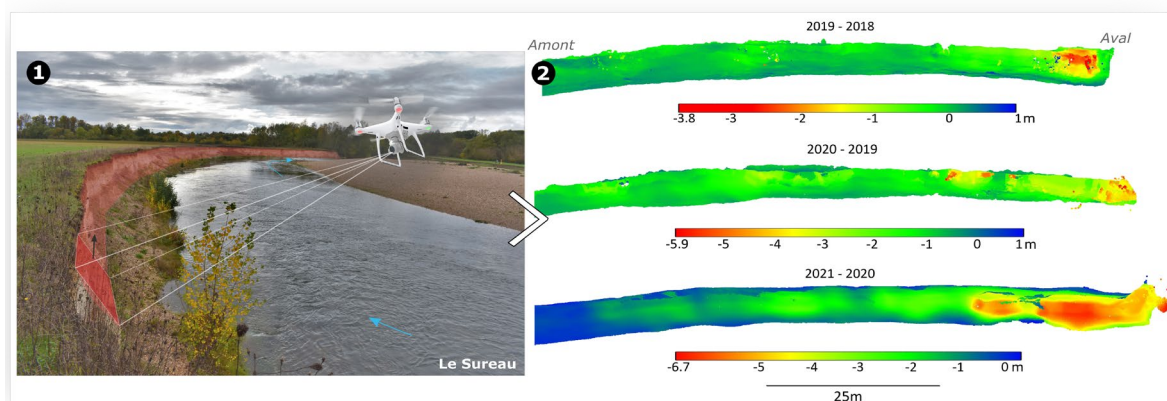 1
Le Sureau
2
2019 - 2018
Amont
Aval
-3.8 -3 -2 -1 0 1 m
2020 - 2019
-5.9 -5 -4 -3 -2 -1 0 1 m
2021 - 2020
-6.7 -5 -4 -3 -2 -1 0 m
25m